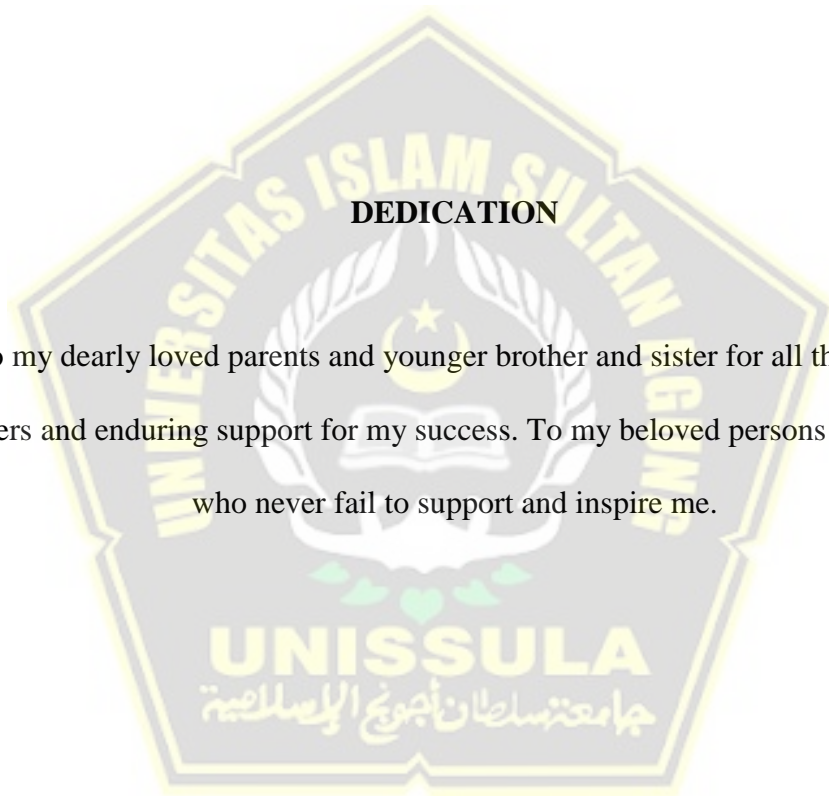 UNIVERSITAS ISLAM SULTAN AGUNG
DEDICATION
my dearly loved parents and younger brother and sister for all
and enduring support for my success. To my beloved persons
who never fail to support and inspire me.
UNISSULA
جامعة سلطان أجونج الإسلامية